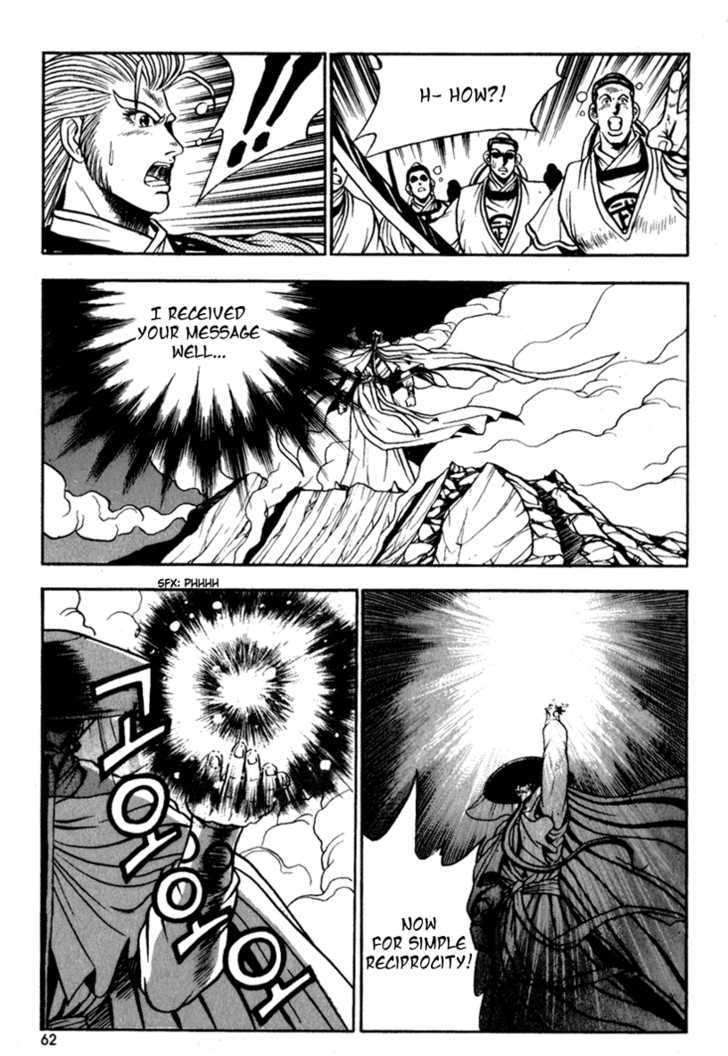 !!
H- HOW?!
I RECEIVED
YOUR MESSAGE
WELL...
SFX: PHHHH
NOW
FOR SIMPLE
RECIPROCITY!
62